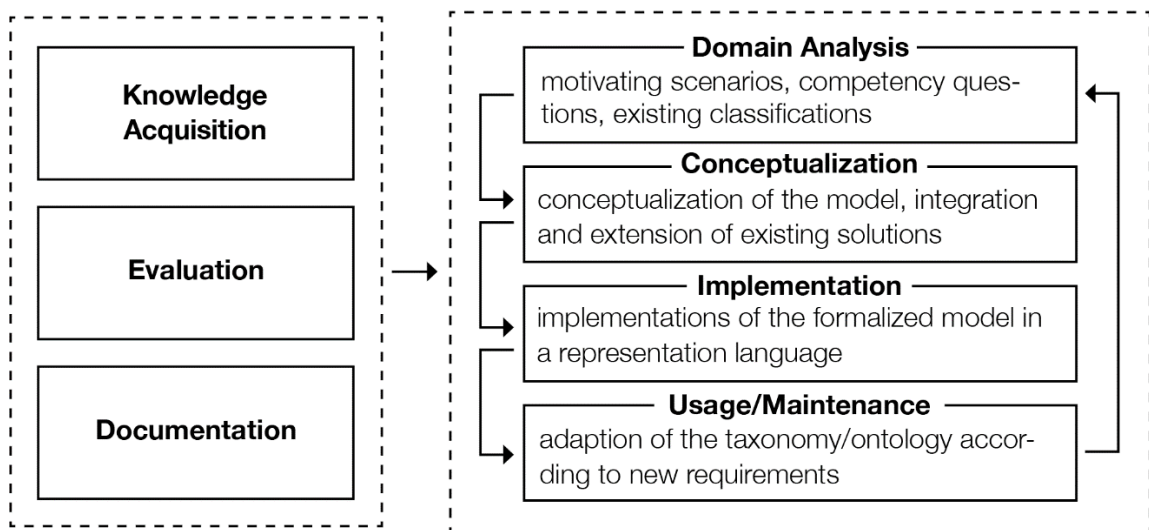 Knowledge
Acquisition
Evaluation
Documentation
Domain Analysis
motivating scenarios, competency ques-
tions, existing classifications
Conceptualization
conceptualization of the model, integration
and extension of existing solutions
Implementation
implementations of the formalized model in
a representation language
Usage/Maintenance
adaption of the taxonomy/ontology accor-
ding to new requirements